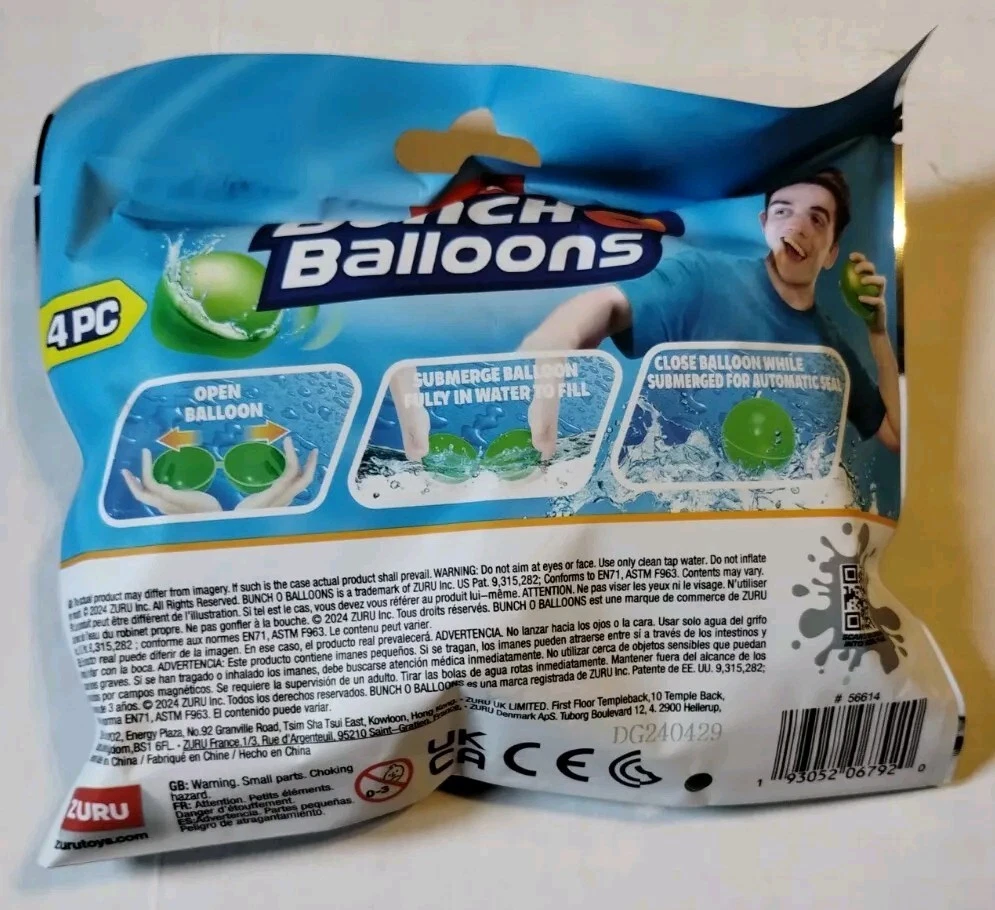 BUNCH O
Balloons
4 PC
OPEN
BALLOON
SUBMERGE BALLOON
FULLY IN WATER TO FILL
CLOSE BALLOON WHILE
SUBMERGED FOR AUTOMATIC SEAL
product may differ from imagery. If such is the case actual product shall prevail. WARNING: Do not aim at eyes or face. Use only clean tap water. Do not inflate
© 2024 ZURU Inc. All Rights Reserved. BUNCH O BALLOONS is a trademark of ZURU Inc. US Pat. 9,315,282; Conforms to EN71, ASTM F963. Contents may vary.
peut être différent de l'illustration. Si tel est le cas, vous devez vous référer au produit lui-même. ATTENTION. Ne pas viser les yeux ni le visage. N'utiliser
l'eau du robinet propre. Ne pas gonfler à la bouche. © 2024 ZURU Inc. Tous droits réservés. BUNCH O BALLOONS est une marque de commerce de ZURU
9,315,282 ; conforme aux normes EN71, ASTM F963. Le contenu peut varier.
real puede diferir de la imagen. En ese caso, el producto real prevalecerá. ADVERTENCIA. No lanzar hacia los ojos o la cara. Usar solo agua del grifo
con la boca. ADVERTENCIA: Este producto contiene imanes pequeños. Si se tragan, los imanes pueden atraerse entre sí a través de los intestinos y
graves. Si se han tragado o inhalado los imanes, debe buscarse atención médica inmediatamente. No utilizar cerca de objetos sensibles que puedan
por campos magnéticos. Se requiere la supervisión de un adulto. Tirar las bolas de agua rotas inmediatamente. Mantener fuera del alcance de los
3 años. © 2024 ZURU Inc. Todos los derechos reservados. BUNCH O BALLOONS es una marca registrada de ZURU Inc. Patente de EE. UU. 9,315,282;
norma EN71, ASTM F963. El contenido puede variar.
Energy Plaza, No.92 Granville Road, Tsim Sha Tsui East, Kowloon, Hong Kong. - ZURU UK LIMITED. First Floor Templeback,10 Temple Back,
BS1 6FL. - ZURU France,1/3, Rue d'Argenteuil, 95210 Saint-Gratien, France. - ZURU Denmark ApS. Tuborg Boulevard 12, 4. 2900 Hellerup,
in China / Fabriqué en Chine / Hecho en China
DG240429
# 56614
GB: Warning. Small parts. Choking
hazard.
FR: Attention. Petits éléments.
Danger d'étouffement.
ES:Advertencia. Partes pequeñas.
Peligro de atragantamiento.
0-3
UK
CA CE
1 93052 06792 0
ZURU
zurutoys.com